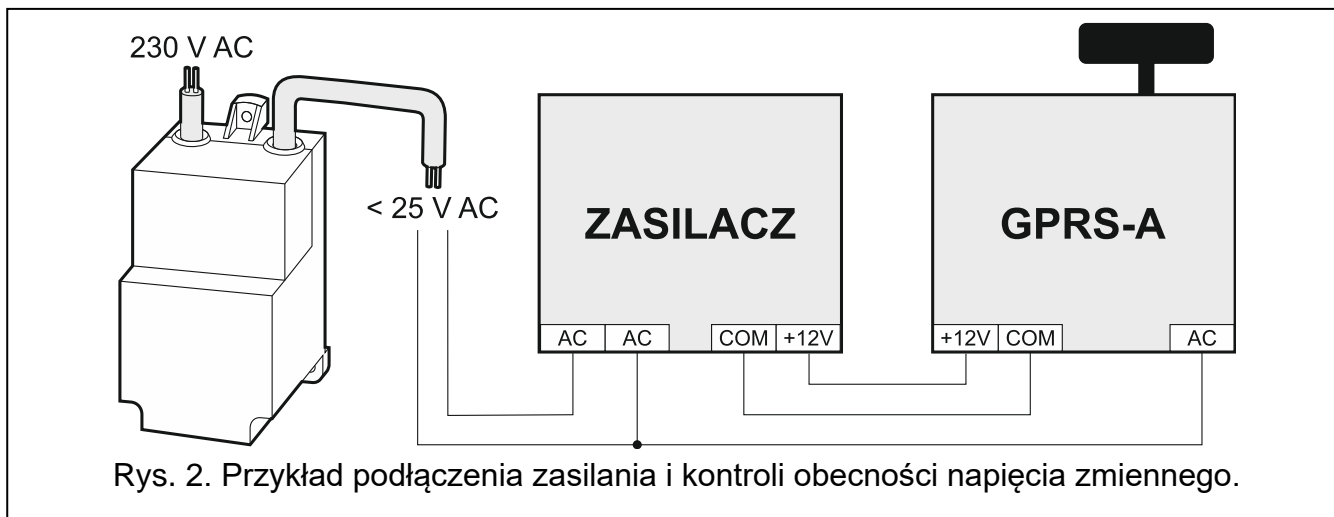 230 V AC
< 25 V AC
ZASILACZ
GPRS-A
AC AC COM +12V
+12V COM AC
Rys. 2. Przykład podłączenia zasilania i kontroli obecności napięcia zmiennego.